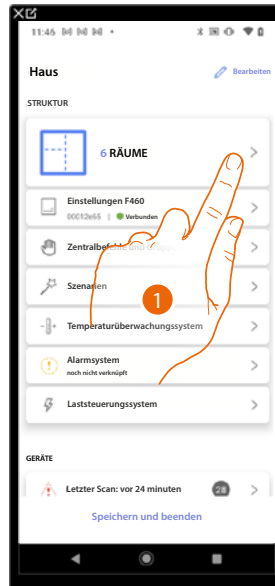 11:46
Haus
Bearbeiten
STRUKTUR
6 RÄUME
Einstellungen F460
00012e65 | Verbunden
Zentralbefehle und
Szenarien
1
Temperaturüberwachungssystem
Alarmsystem
noch nicht verknüpft
Laststeuerungssystem
GERÄTE
Letzter Scan: vor 24 minuten
28
Speichern und beenden